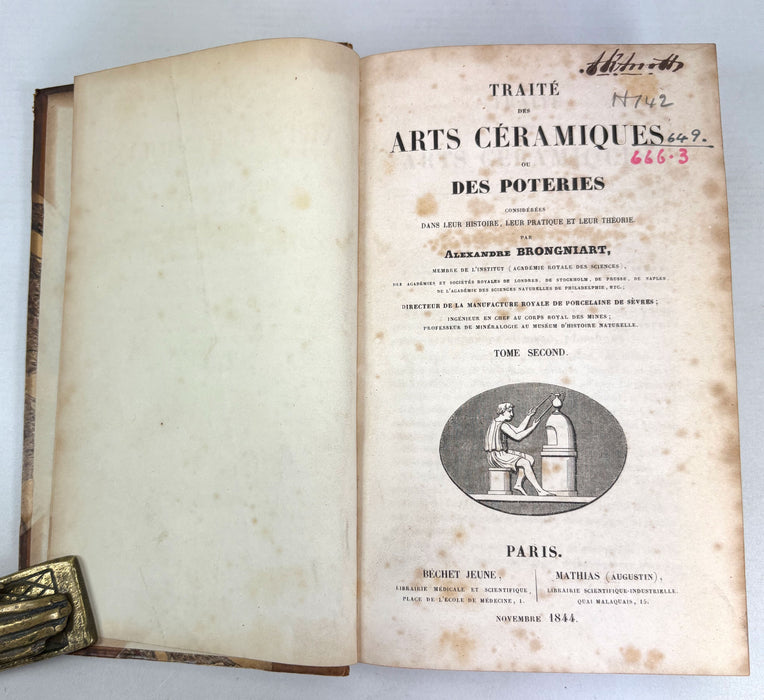 N142
TRAITÉ
DES
ARTS CÉRAMIQUES
649.
OU
666.3
DES POTERIES
CONSIDÉRÉES
DANS LEUR HISTOIRE, LEUR PRATIQUE ET LEUR THÉORIE.
PAR
ALEXANDRE BRONGNIART,
MEMBRE DE L'INSTITUT (ACADÉMIE ROYALE DES SCIENCES),
DES ACADÉMIES ET SOCIÉTÉS ROYALES DE LONDRES, DE STOCKHOLM, DE PRUSSE, DE NAPLES
DE L'ACADÉMIE DES SCIENCES NATURELLES DE PHILADELPHIE, ETC.;
DIRECTEUR DE LA MANUFACTURE ROYALE DE PORCELAINE DE SÈVRES;
INGÉNIEUR EN CHEF AU CORPS ROYAL DES MINES;
PROFESSEUR DE MINÉRALOGIE AU MUSÉUM D'HISTOIRE NATURELLE.
TOME SECOND.
PARIS.
BÉCHET JEUNE,
LIBRAIRIE MÉDICALE ET SCIENTIFIQUE,
PLACE DE L'ÉCOLE DE MÉDECINE, 1.
MATHIAS (AUGUSTIN),
LIBRAIRIE SCIENTIFIQUE-INDUSTRIELLE.
QUAI MALAQUAIS, 15.
NOVEMBRE 1844.